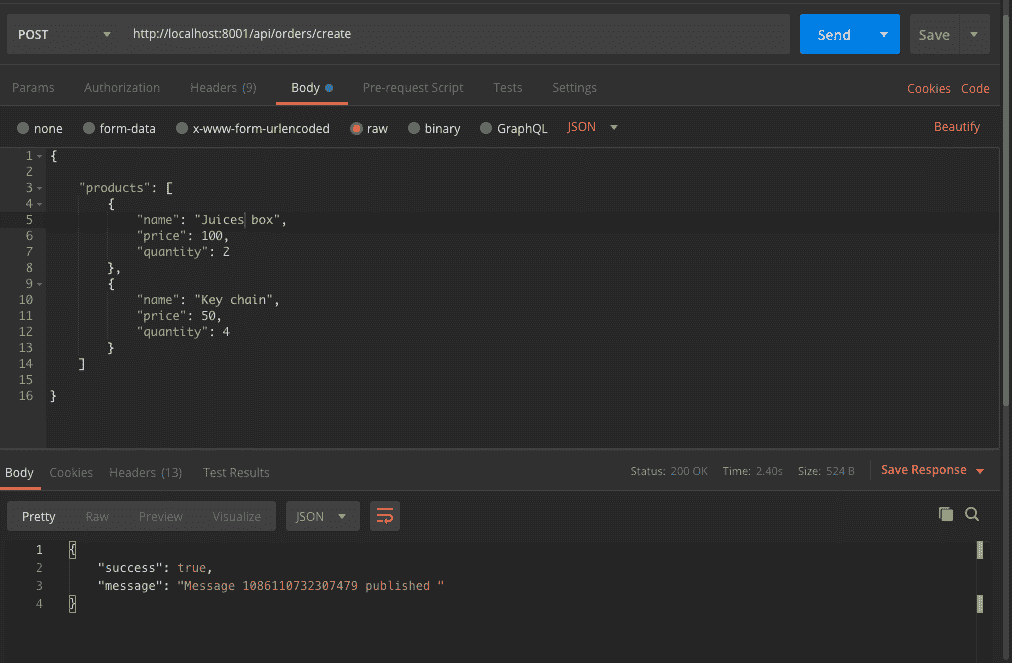 POST http://localhost:8001/api/orders/create Send Save
Params Authorization Headers (9) Body Pre-request Script Tests Settings Cookies Code
none form-data x-www-form-urlencoded raw binary GraphQL JSON Beautify
1 {
2
3 "products": [
4 {
5 "name": "Juices box",
6 "price": 100,
7 "quantity": 2
8 },
9 {
10 "name": "Key chain",
11 "price": 50,
12 "quantity": 4
13 }
14 ]
15
16 }
Body Cookies Headers (13) Test Results Status: 200 OK Time: 2.40s Size: 524 B Save Response
Pretty Raw Preview Visualize JSON
1 {
2 "success": true,
3 "message": "Message 1086110732307479 published "
4 }